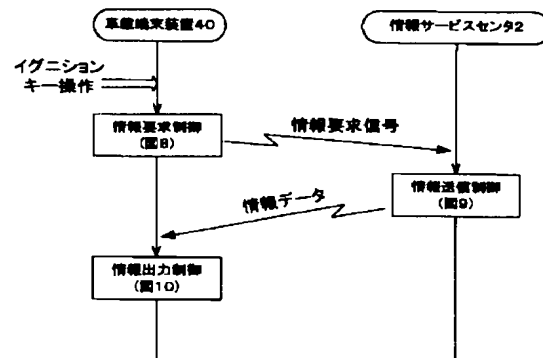 車載端末装置40
情報サービスセンタ2
イグニション
キー操作
情報要求制御
(図8)
情報要求信号
情報送信制御
(図9)
情報データ
情報出力制御
(図10)